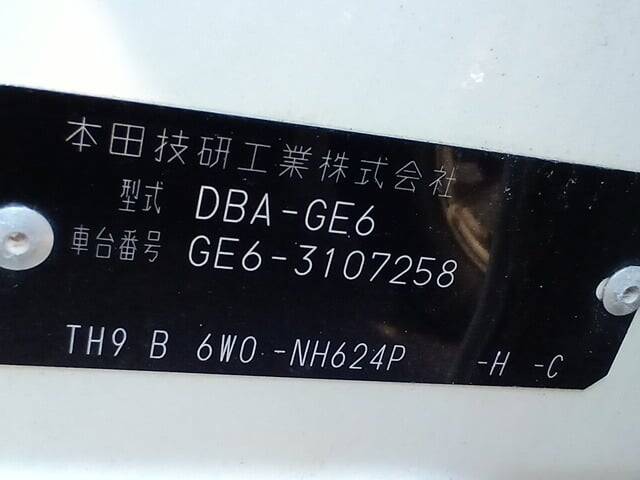 本田技研工業株式会社
型式 DBA-GE6
車台番号 GE6-3107258
TH9 B 6W0 -NH624P -H -C